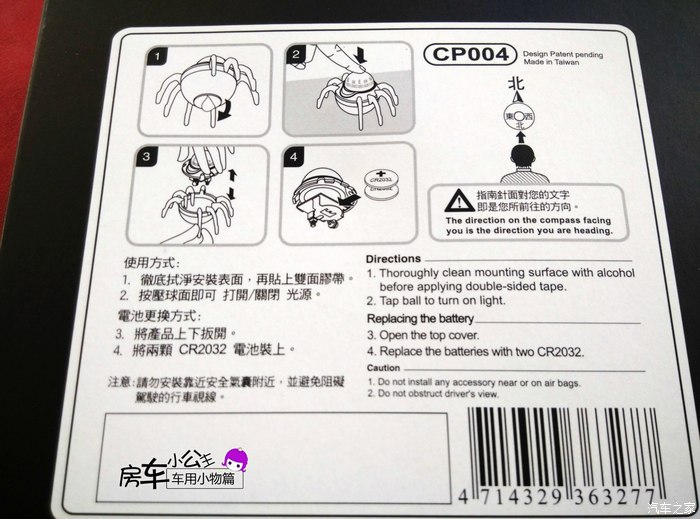 1
2
CP004
Design Patent pending
Made in Taiwan
北
東 西
北
3
4
CR2032
指南針面對您的文字
即是您所前往的方向。
The direction on the compass facing
you is the direction you are heading.
使用方式:
1. 徹底拭淨安裝表面，再貼上雙面膠帶。
2. 按壓球面即可 打開/關閉 光源。
電池更換方式:
3. 將產品上下扳開。
4. 將兩顆 CR2032 電池裝上。
注意:請勿安裝靠近安全氣囊附近，並避免阻礙
駕駛的行車視線。
Directions
1. Thoroughly clean mounting surface with alcohol
before applying double-sided tape.
2. Tap ball to turn on light.
Replacing the battery
3. Open the top cover.
4. Replace the batteries with two CR2032.
Caution
1. Do not install any accessory near or on air bags.
2. Do not obstruct driver's view.
房车小公主
车用小物篇
4 714329 363277
汽车之家